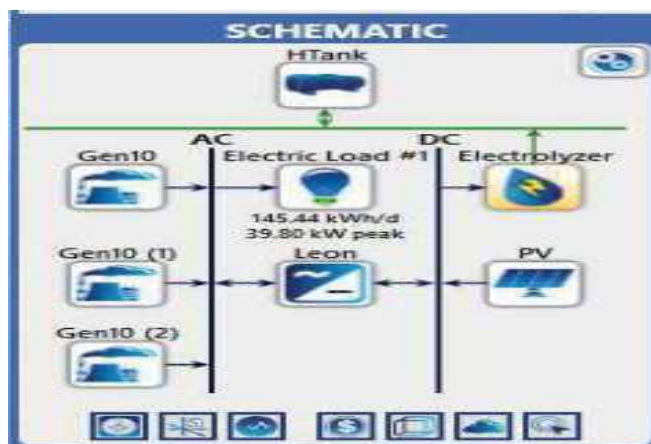 SCHEMATIC
HTank
AC DC
Gen10 Electric Load #1 Electrolyzer
145.44 kWh/d
39.80 kW peak
Gen10 (1) Leon PV
Gen10 (2)